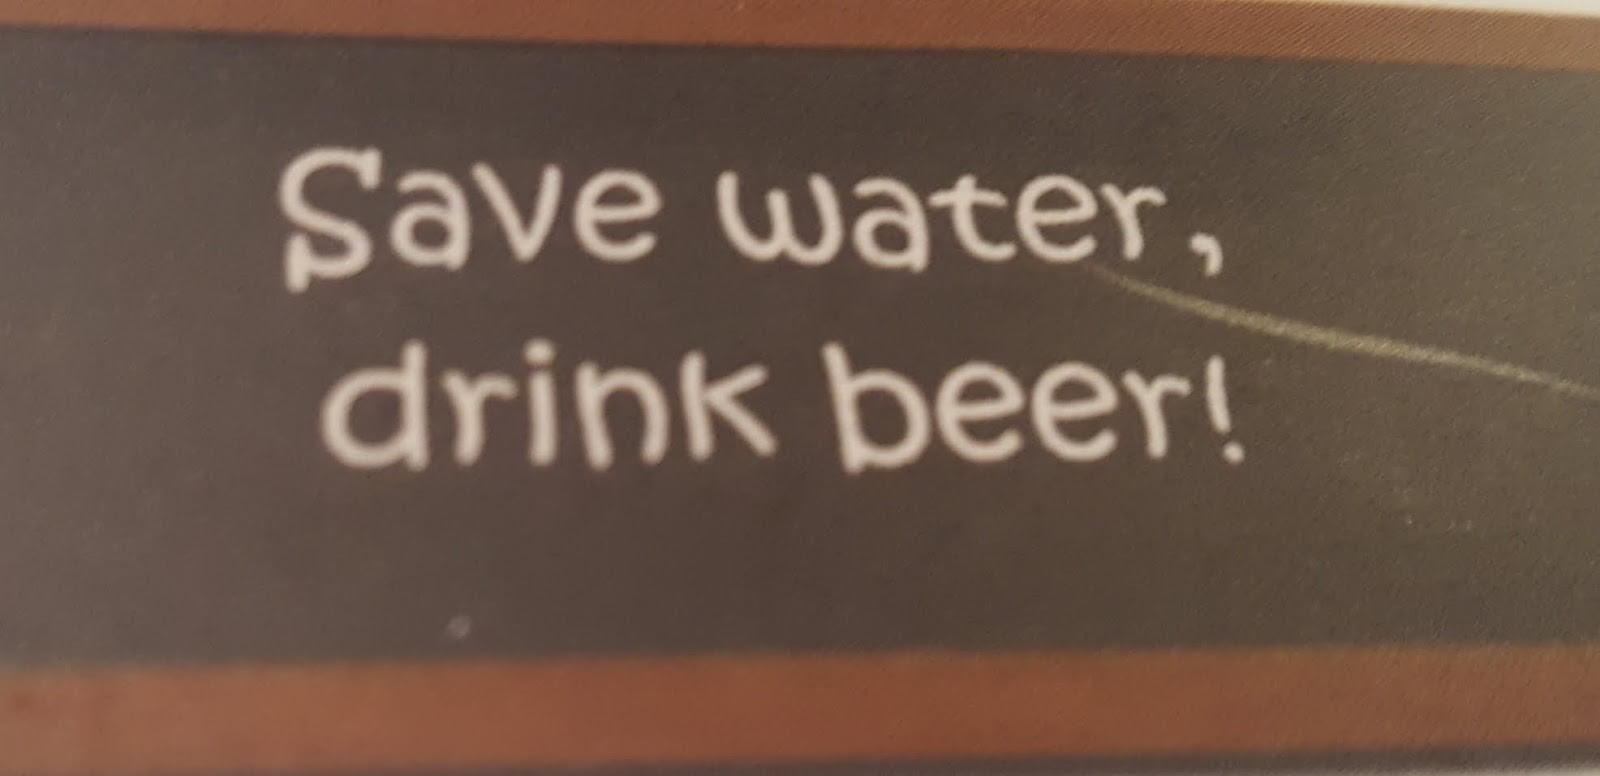 Save water,
drink beer!